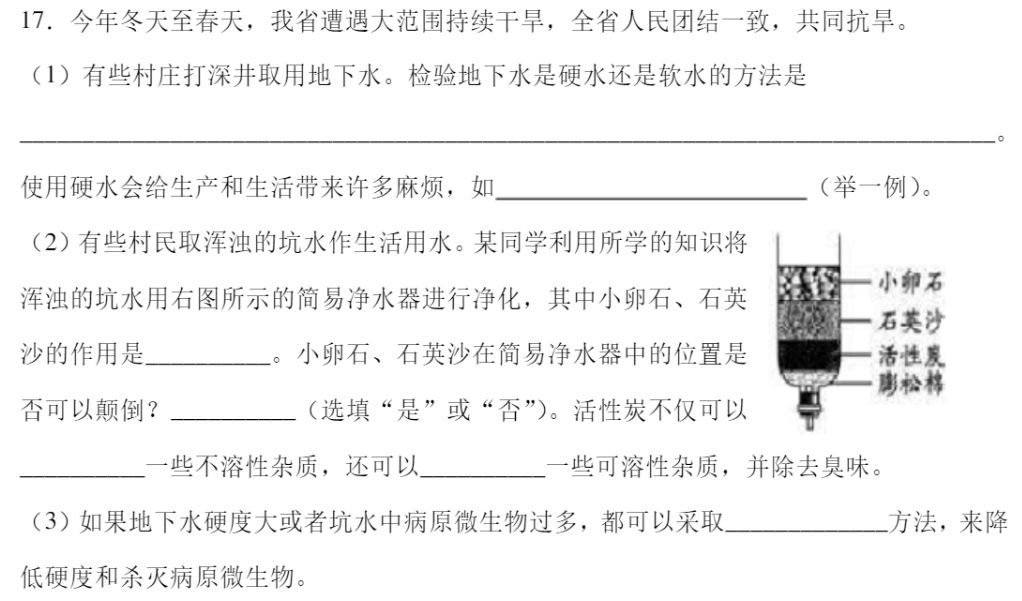 17．今年冬天至春天，我省遭遇大范围持续干旱，全省人民团结一致，共同抗旱。
（1）有些村庄打深井取用地下水。检验地下水是硬水还是软水的方法是
______________________________________________________________________________。
使用硬水会给生产和生活带来许多麻烦，如_________________________（举一例）。
（2）有些村民取浑浊的坑水作生活用水。某同学利用所学的知识将
浑浊的坑水用右图所示的简易净水器进行净化，其中小卵石、石英
沙的作用是__________。小卵石、石英沙在简易净水器中的位置是
否可以颠倒？__________（选填“是”或“否”）。活性炭不仅可以
__________一些不溶性杂质，还可以__________一些可溶性杂质，并除去臭味。
（3）如果地下水硬度大或者坑水中病原微生物过多，都可以采取_____________方法，来降
低硬度和杀灭病原微生物。
小卵石
石英沙
活性炭
膨松棉